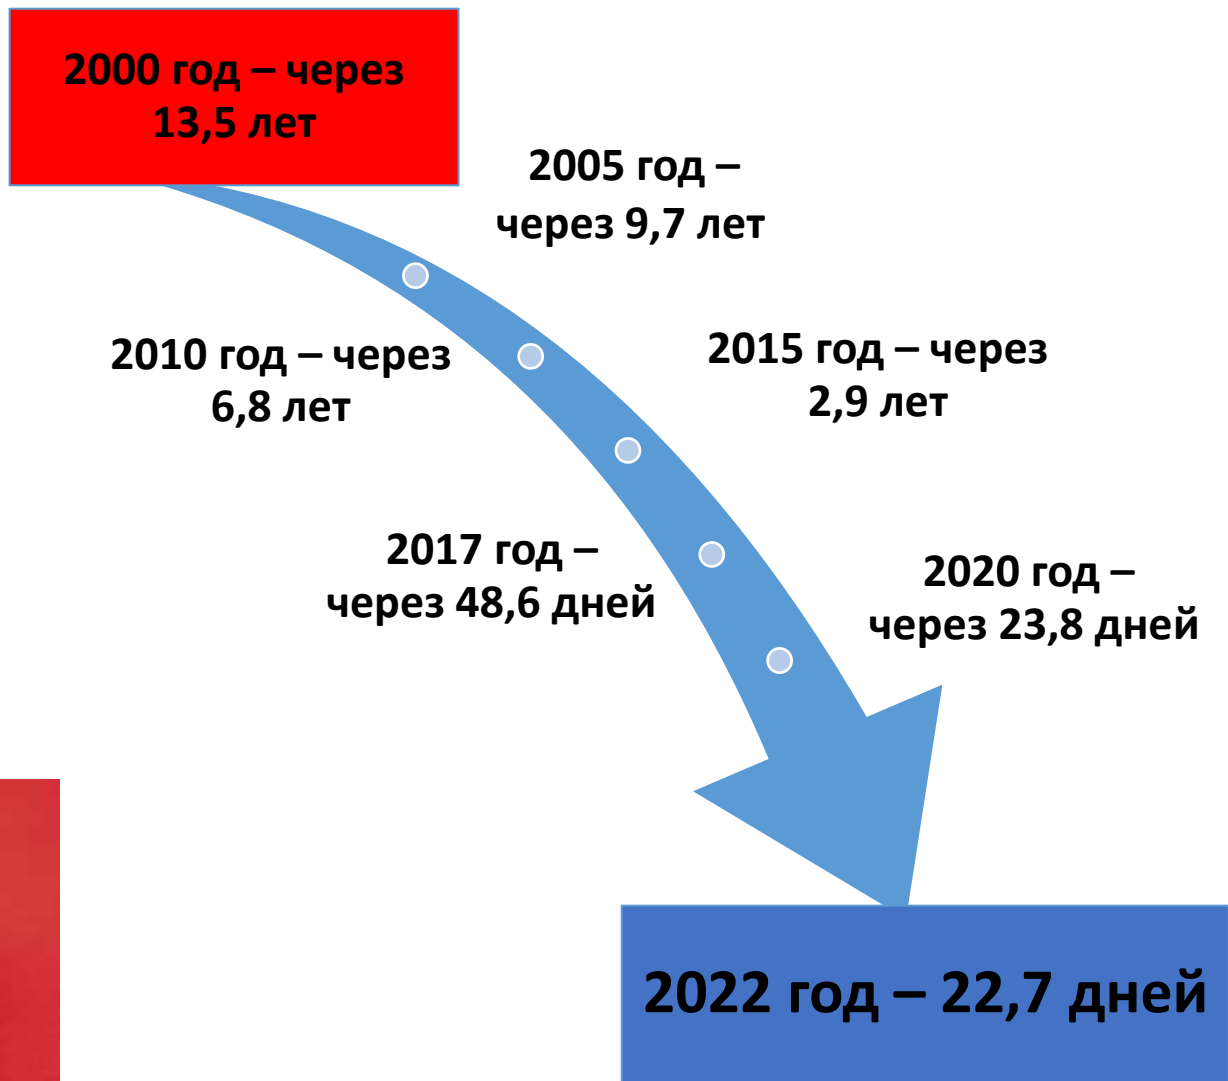 2000 год – через
13,5 лет
2005 год –
через 9,7 лет
2010 год – через
6,8 лет
2015 год – через
2,9 лет
2017 год –
через 48,6 дней
2020 год –
через 23,8 дней
2022 год – 22,7 дней